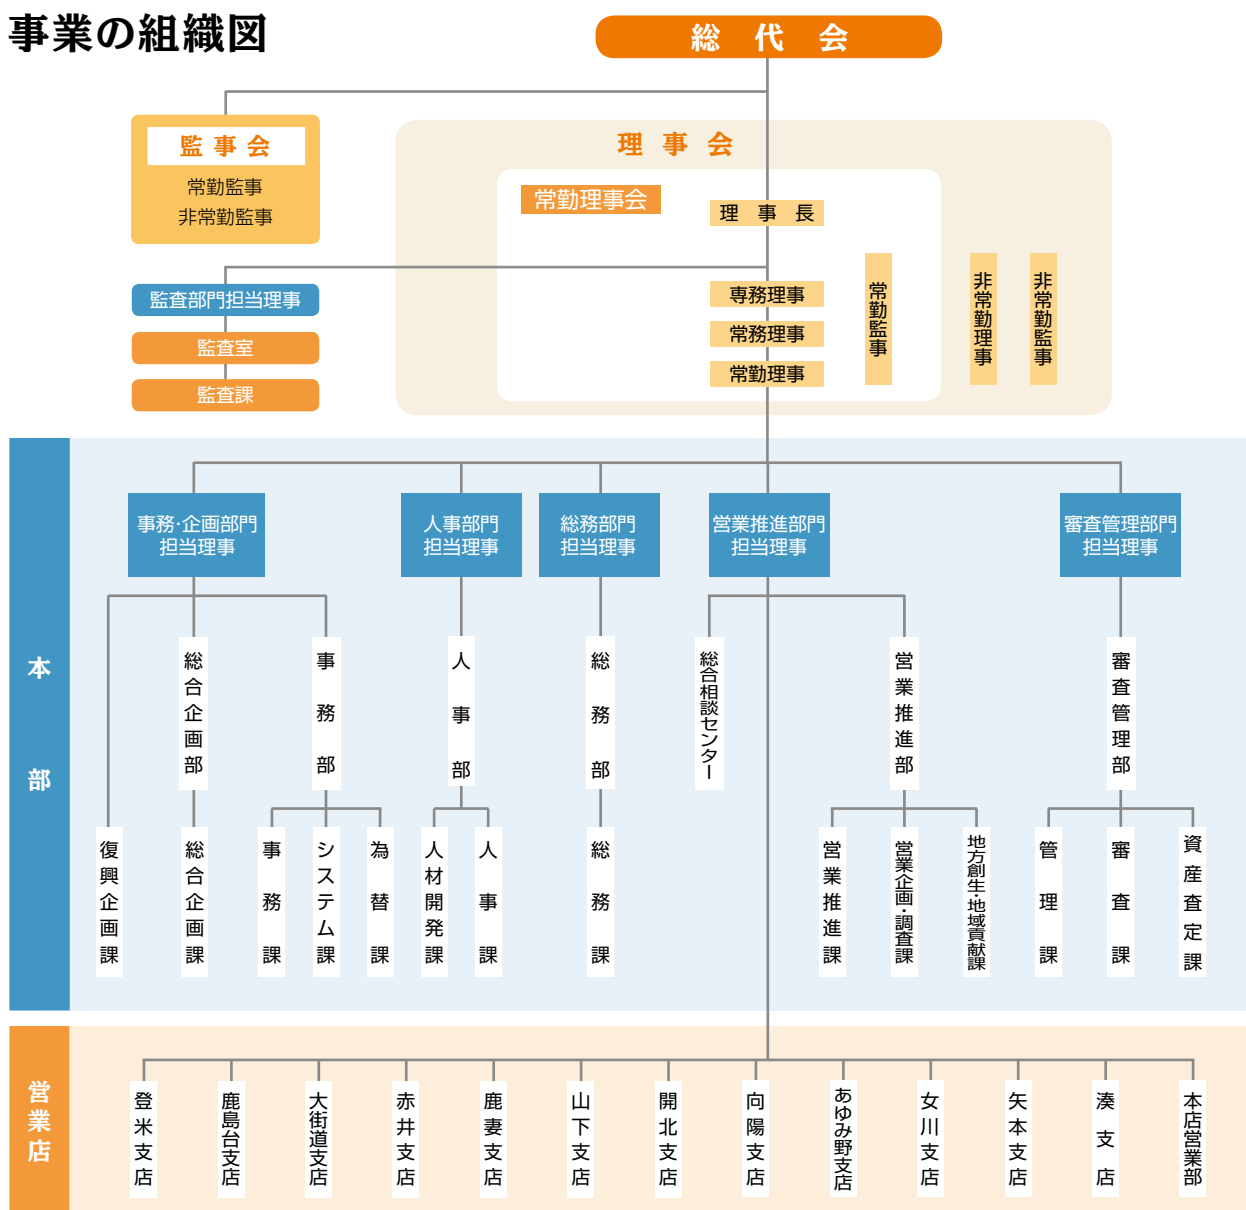 事業の組織図
総代会
監事会
常勤監事
非常勤監事
理事会
常勤理事会
理事長
専務理事
常務理事
常勤理事
常勤監事
非常勤理事
非常勤監事
監査部門担当理事
監査室
監査課
本部
事務・企画部門
担当理事
人事部門
担当理事
総務部門
担当理事
営業推進部門
担当理事
審査管理部門
担当理事
総合企画部
事務部
人事部
総務部
総合相談センター
営業推進部
審査管理部
復興企画課
総合企画課
事務課
システム課
為替課
人材開発課
人事課
総務課
営業推進課
営業企画・調査課
地方創生・地域貢献課
管理課
審査課
資産査定課
営業店
登米支店
鹿島台支店
大街道支店
赤井支店
鹿妻支店
山下支店
開北支店
向陽支店
あゆみ野支店
女川支店
矢本支店
湊支店
本店営業部